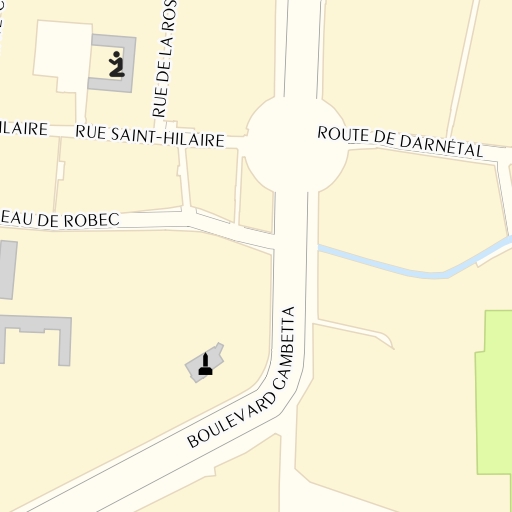 RUE DE LA ROS
ILAIRE
RUE SAINT-HILAIRE
ROUTE DE DARNÉTAL
EAU DE ROBEC
BOULEVARD GAMBETTA